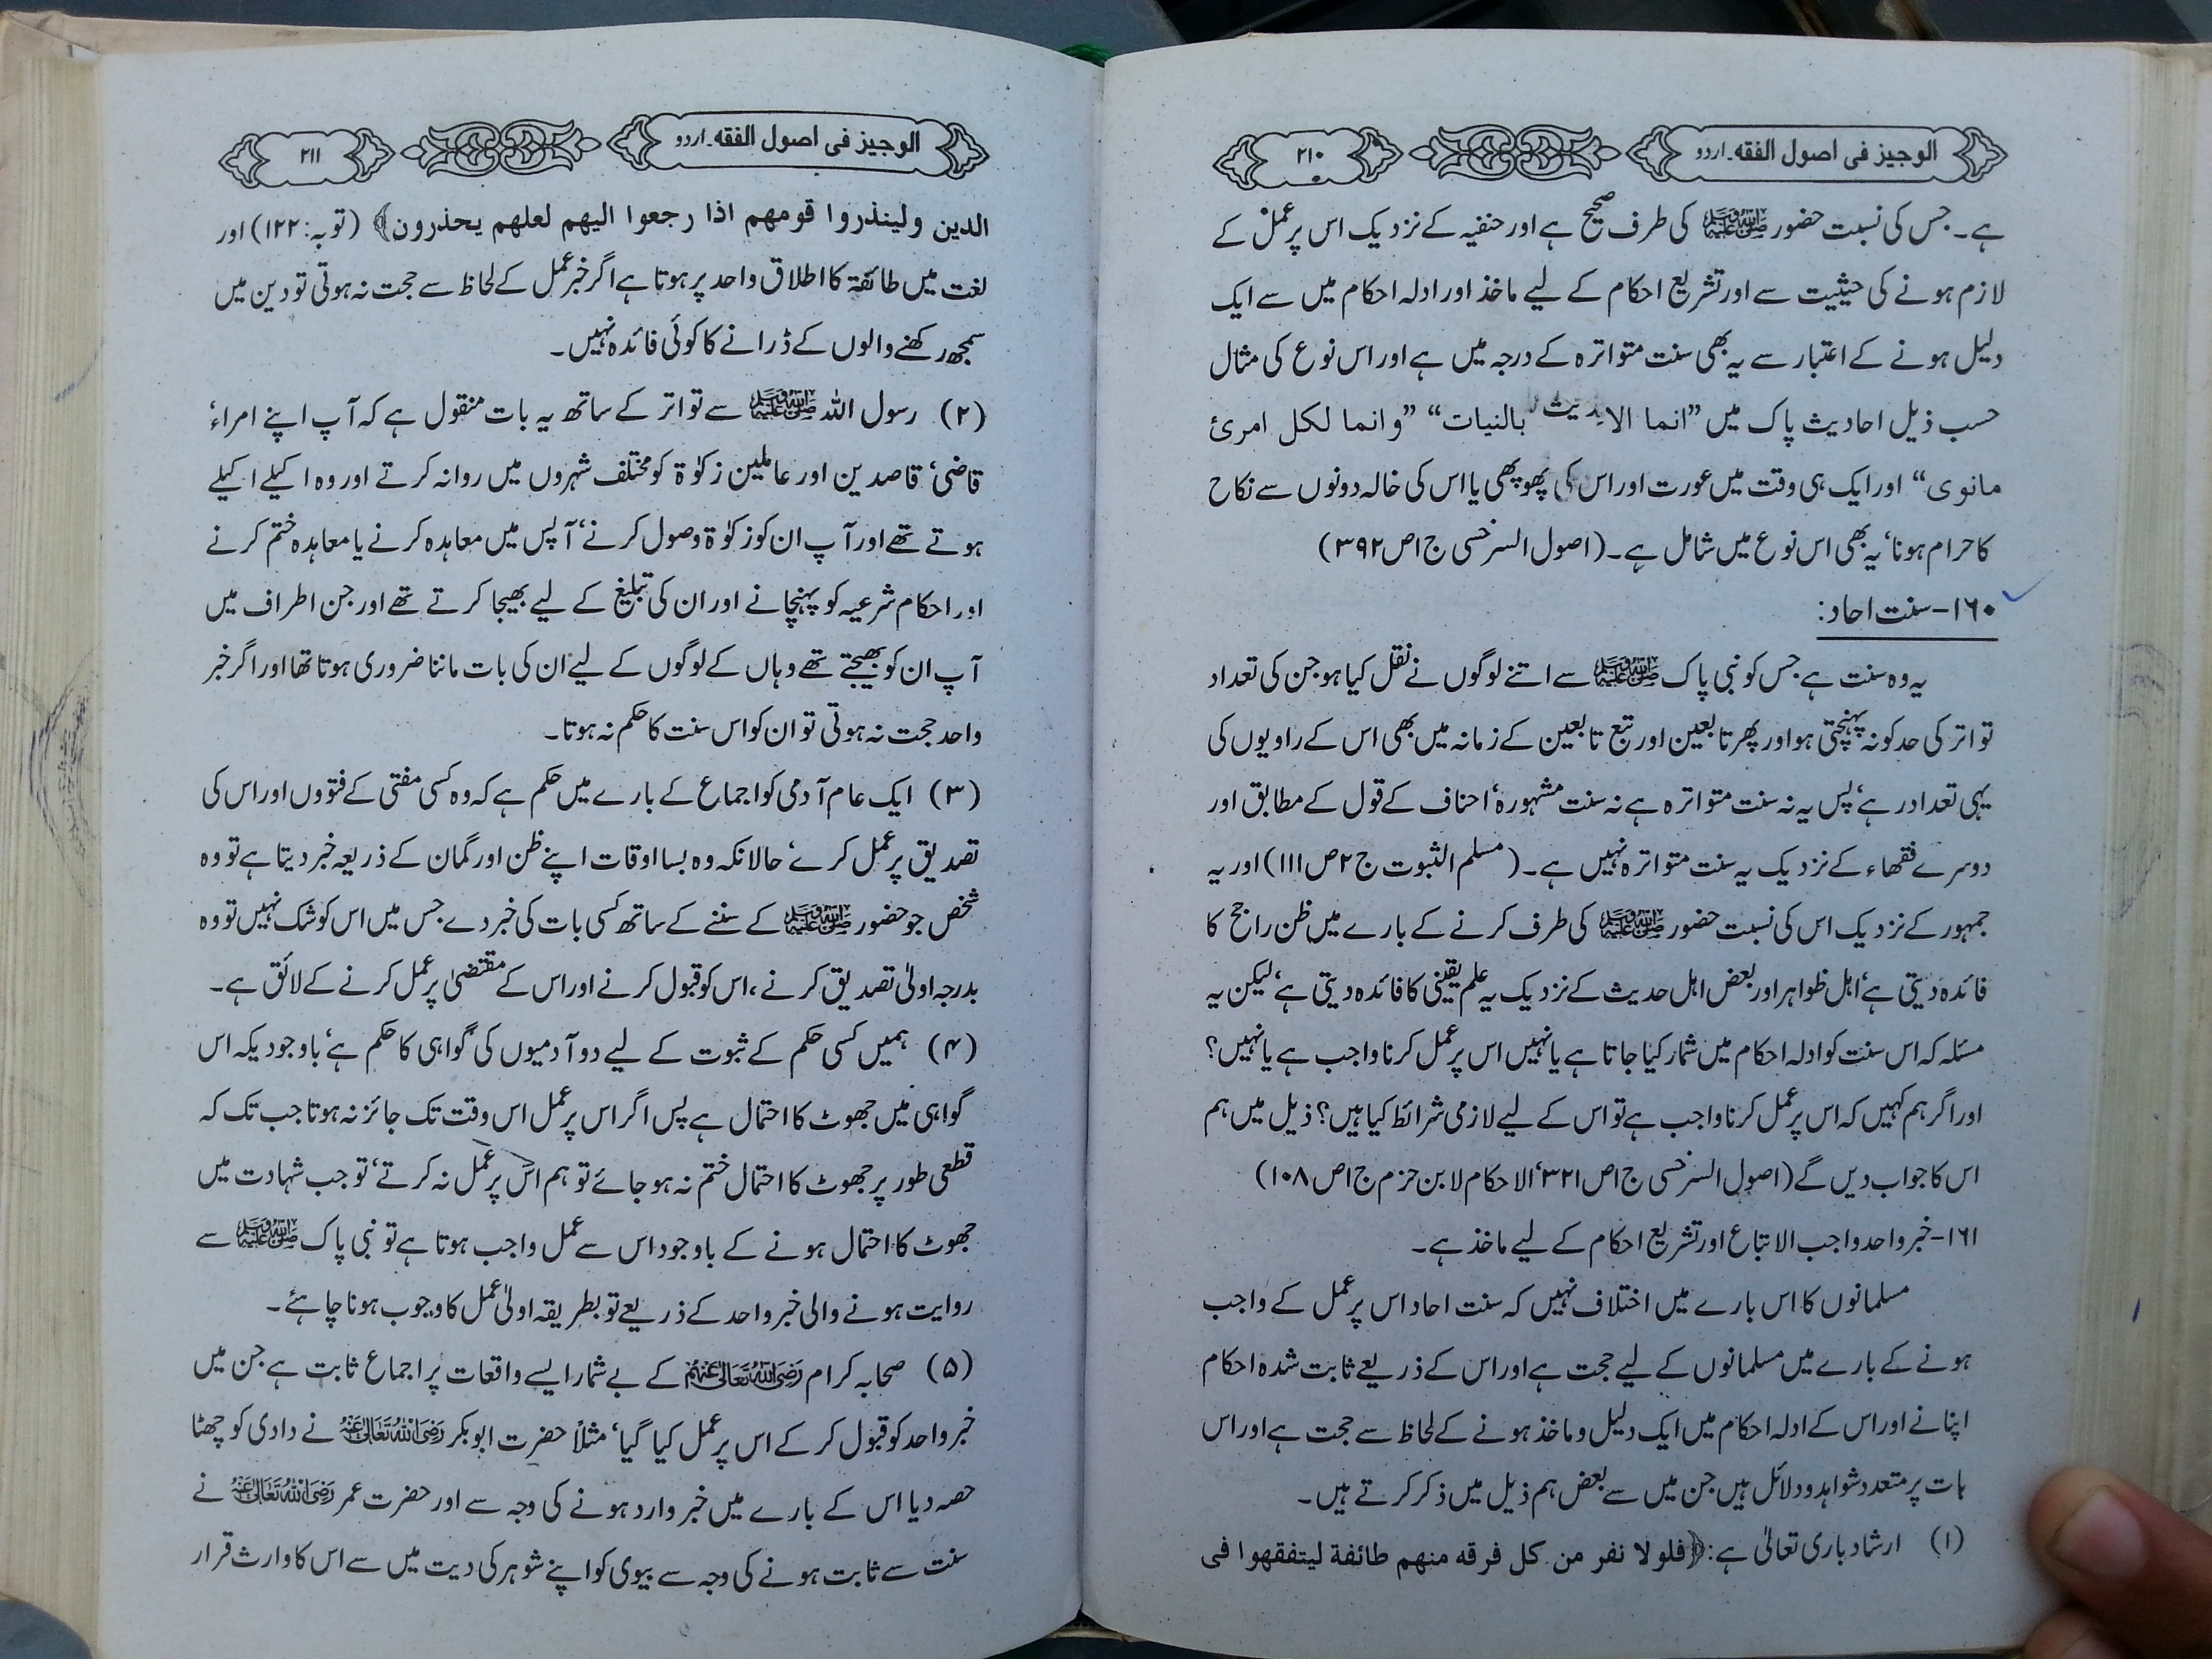 الوجیز فی اصول الفقہ۔اردو
۲۱۰
ہے۔ جس کی نسبت حضور ﷺ کی طرف صحیح ہے اور حنفیہ کے نزدیک اس پر عمل کے
لازم ہونے کی حیثیت سے اور تشریع احکام کے لیے ماخذ اور ادلہ احکام میں سے ایک
دلیل ہونے کے اعتبار سے یہ بھی سنت متواترہ کے درجہ میں ہے اور اس نوع کی مثال
حسب ذیل احادیث پاک میں ”انما بالنیات“ ”وانما لکل امرئ
مانوی“ اور ایک ہی وقت میں عورت اور اس کی پھوپھی یا اس کی خالہ دونوں سے نکاح
کا حرام ہونا‘ یہ بھی اس نوع میں شامل ہے۔ (اصول السرخسی ج ا ص ۳۹۲)
۱۶۰-سنت احاد:
یہ وہ سنت ہے جس کو نبی پاک ﷺ سے اتنے لوگوں نے نقل کیا ہو جن کی تعداد
تواتر کی حد کو نہ پہنچتی ہو اور پھر تابعین اور تبع تابعین کے زمانہ میں بھی اس کے راویوں کی
یہی تعداد رہے‘ پس یہ نہ سنت متواترہ ہے نہ سنت مشہورہ‘ احناف کے قول کے مطابق اور
دوسرے فقھاء کے نزدیک یہ سنت متواترہ نہیں ہے۔ (مسلم الثبوت ج ۲ ص ۱۱۱) اور یہ
جمہور کے نزدیک اس کی نسبت حضور ﷺ کی طرف کرنے کے بارے میں ظن راجح کا
فائدہ دیتی ہے‘ اہل ظواہر اور بعض اہل حدیث کے نزدیک یہ علم یقینی کا فائدہ دیتی ہے‘ لیکن یہ
مسئلہ کہ اس سنت کو ادلہ احکام میں شمار کیا جاتا ہے یا نہیں اس پر عمل کرنا واجب ہے یا نہیں؟
اور اگر ہم کہیں کہ اس پر عمل کرنا واجب ہے تو اس کے لیے لازمی شرائط کیا ہیں؟ ذیل میں ہم
اس کا جواب دیں گے (اصول السرخسی ج ا ص ۳۲۱‘ الاحکام لابن حزم ج ا ص ۱۰۸)
۱۶۱-خبر واحد واجب الاتباع اور تشریع احکام کے لیے ماخذ ہے۔
مسلمانوں کا اس بارے میں اختلاف نہیں کہ سنت احاد اس پر عمل کے واجب
ہونے کے بارے میں مسلمانوں کے لیے حجت ہے اور اس کے ذریعے ثابت شدہ احکام
اپنانے اور اس کے ادلہ احکام میں ایک دلیل و ماخذ ہونے کے لحاظ سے حجت ہے اور اس
بات پر متعدد شواہد و دلائل ہیں جن میں سے بعض ہم ذیل میں ذکر کرتے ہیں۔
(۱) ارشاد باری تعالیٰ ہے: ﴿فلولا نفر من کل فرقہ منھم طائفة لیتفقھوا فی
الوجیز فی اصول الفقہ۔اردو
۲۱۱
الدین ولینذروا قومھم اذا رجعوا الیھم لعلھم یحذرون﴾ (توبہ: ۱۲۲) اور
لغت میں طائفۃ کا اطلاق واحد پر ہوتا ہے اگر خبر عمل کے لحاظ سے حجت نہ ہوتی تو دین میں
سمجھ رکھنے والوں کے ڈرانے کا کوئی فائدہ نہیں۔
(۲) رسول اللہ ﷺ سے تواتر کے ساتھ یہ بات منقول ہے کہ آپ اپنے امراء‘
قاضی‘ قاصدین اور عاملین زکوٰۃ کو مختلف شہروں میں روانہ کرتے اور وہ اکیلے اکیلے
ہوتے تھے اور آپ ان کو زکوٰۃ وصول کرنے‘ آپس میں معاہدہ کرنے یا معاہدہ ختم کرنے
اور احکام شرعیہ کو پہنچانے اور ان کی تبلیغ کے لیے بھیجا کرتے تھے اور جن اطراف میں
آپ ان کو بھیجتے تھے وہاں کے لوگوں کے لیے ان کی بات ماننا ضروری ہوتا تھا اور اگر خبر
واحد حجت نہ ہوتی تو ان کو اس سنت کا حکم نہ ہوتا۔
(۳) ایک عام آدمی کو اجماع کے بارے میں حکم ہے کہ وہ کسی مفتی کے فتووں اور اس کی
تصدیق پر عمل کرے‘ حالانکہ وہ بسا اوقات اپنے ظن اور گمان کے ذریعہ خبر دیتا ہے تو وہ
شخص جو حضور ﷺ کے سننے کے ساتھ کسی بات کی خبر دے جس میں اس کو شک نہیں تو وہ
بدرجہ اولیٰ تصدیق کرنے، اس کو قبول کرنے اور اس کے مقتضیٰ پر عمل کرنے کے لائق ہے۔
(۴) ہمیں کسی حکم کے ثبوت کے لیے دو آدمیوں کی گواہی کا حکم ہے‘ باوجودیکہ اس
گواہی میں جھوٹ کا احتمال ہے پس اگر اس پر عمل اس وقت تک جائز نہ ہوتا جب تک کہ
قطعی طور پر جھوٹ کا احتمال ختم نہ ہو جائے تو ہم اس پر عمل نہ کرتے‘ تو جب شہادت میں
جھوٹ کا احتمال ہونے کے باوجود اس سے عمل واجب ہوتا ہے تو نبی پاک ﷺ سے
روایت ہونے والی خبر واحد کے ذریعے تو بطریقہ اولیٰ عمل کا وجوب ہونا چاہئے۔
(۵) صحابہ کرام رَضِیَ اللہُ تَعَالیٰ عَنْہُمْ کے بے شمار ایسے واقعات پر اجماع ثابت ہے جن میں
خبر واحد کو قبول کر کے اس پر عمل کیا گیا‘ مثلاً حضرت ابوبکر رَضِیَ اللہُ تَعَالیٰ عَنْہُ نے دادی کو چھٹا
حصہ دیا اس کے بارے میں خبر وارد ہونے کی وجہ سے اور حضرت عمر رَضِیَ اللہُ تَعَالیٰ عَنْہُ نے
سنت سے ثابت ہونے کی وجہ سے بیوی کو اپنے شوہر کی دیت میں سے اس کا وارث قرار